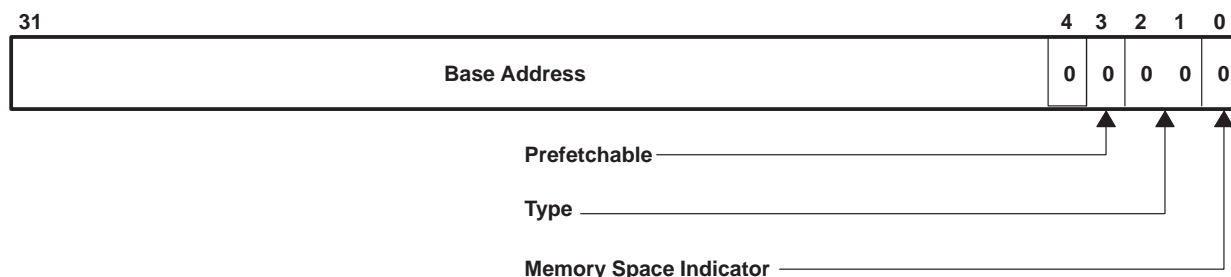 31 4 3 2 1 0
Base Address 0 0 0 0 0
Prefetchable
Type
Memory Space Indicator